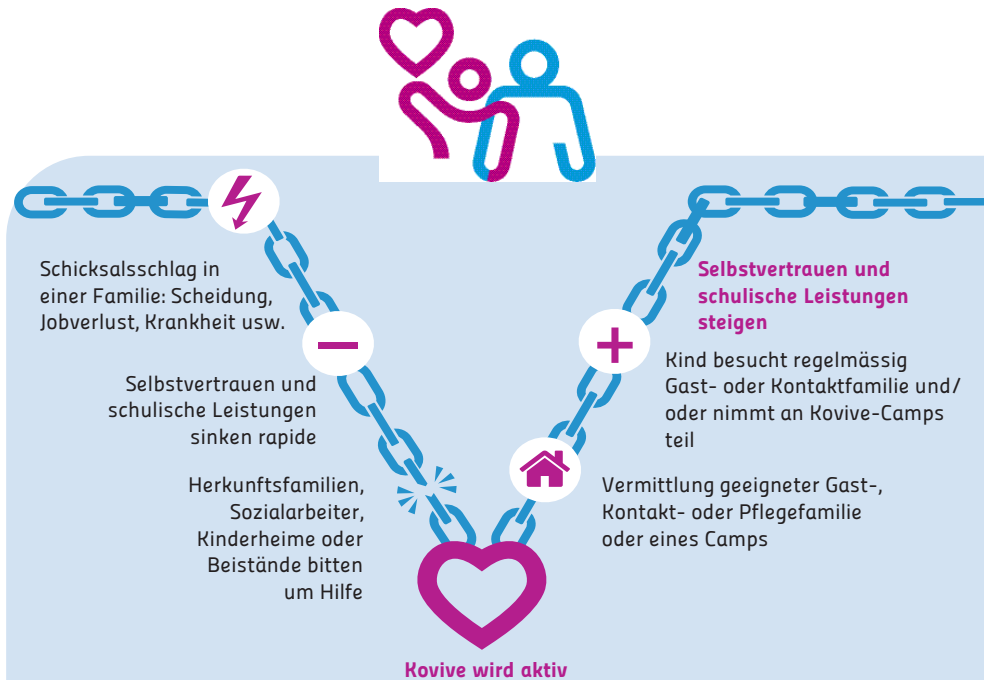 Schicksalsschlag in
einer Familie: Scheidung,
Jobverlust, Krankheit usw.
Selbstvertrauen und
schulische Leistungen
sinken rapide
Herkunftsfamilien,
Sozialarbeiter,
Kinderheime oder
Beistände bitten
um Hilfe
Kovive wird aktiv
Vermittlung geeigneter Gast-,
Kontakt- oder Pflegefamilie
oder eines Camps
Kind besucht regelmässig
Gast- oder Kontaktfamilie und/
oder nimmt an Kovive-Camps
teil
Selbstvertrauen und
schulische Leistungen
steigen